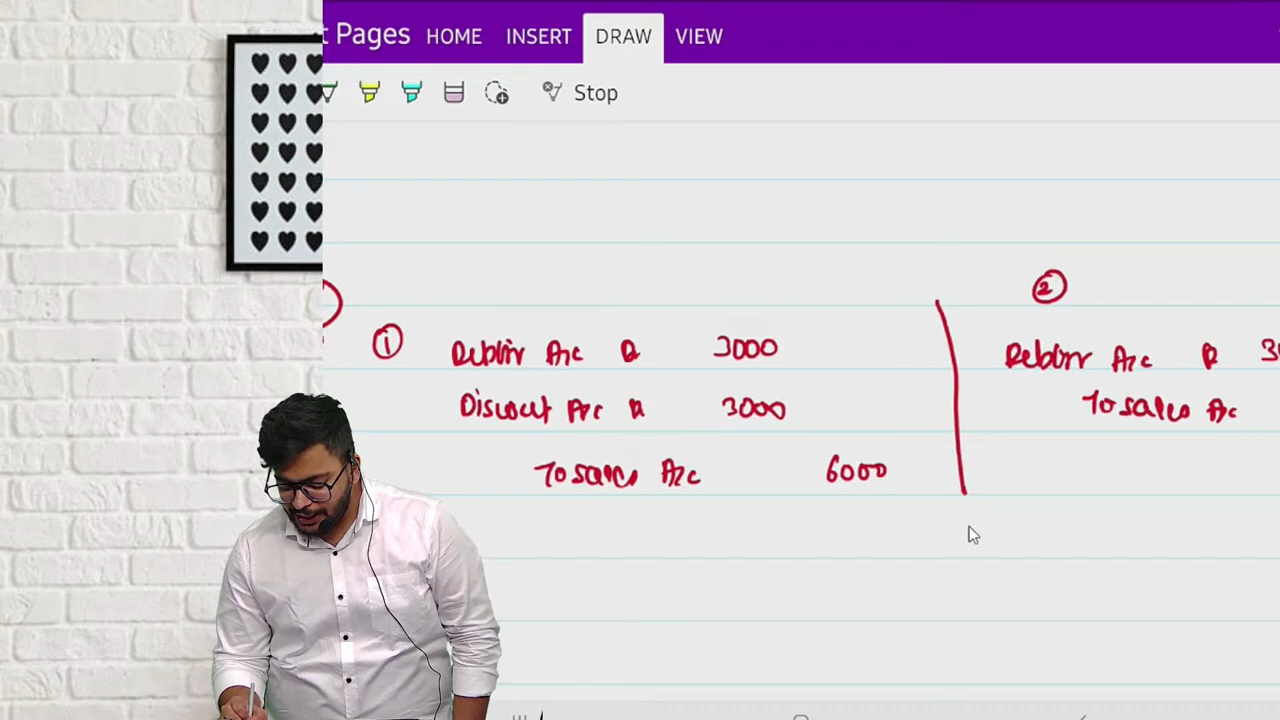 t Pages HOME INSERT DRAW VIEW
Stop
① Debtor A/c Dr 3000
Discount A/c Dr 3000
To sales A/c 6000
②
Debtor A/c Dr 30
To sales A/c